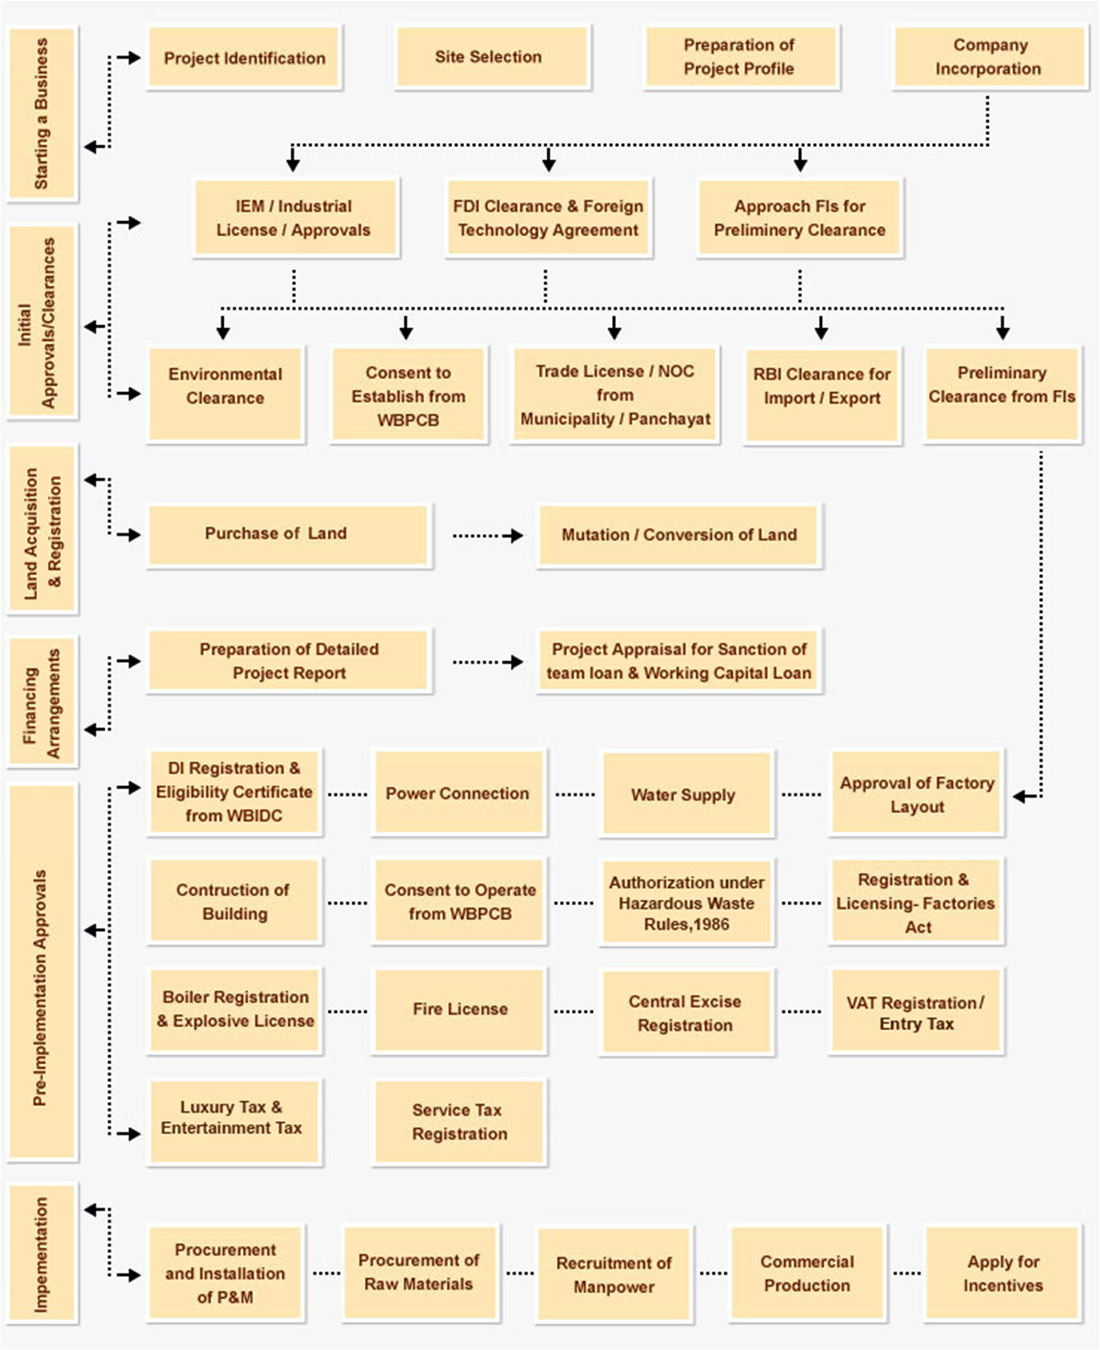 Starting a Business
Project Identification
Site Selection
Preparation of
Project Profile
Company
Incorporation
Initial
Approvals/Clearances
IEM / Industrial
License / Approvals
FDI Clearance & Foreign
Technology Agreement
Approach FIs for
Preliminery Clearance
Environmental
Clearance
Consent to
Establish from
WBPCB
Trade License / NOC
from
Municipality / Panchayat
RBI Clearance for
Import / Export
Preliminary
Clearance from FIs
Land Acquisition
& Registration
Purchase of Land
Mutation / Conversion of Land
Financing
Arrangements
Preparation of Detailed
Project Report
Project Appraisal for Sanction of
team loan & Working Capital Loan
Pre-Implementation Approvals
DI Registration &
Eligibility Certificate
from WBIDC
Power Connection
Water Supply
Approval of Factory
Layout
Contruction of
Building
Consent to Operate
from WBPCB
Authorization under
Hazardous Waste
Rules,1986
Registration &
Licensing- Factories
Act
Boiler Registration
& Explosive License
Fire License
Central Excise
Registration
VAT Registration /
Entry Tax
Luxury Tax &
Entertainment Tax
Service Tax
Registration
Impementation
Procurement
and Installation
of P&M
Procurement of
Raw Materials
Recruitment of
Manpower
Commercial
Production
Apply for
Incentives